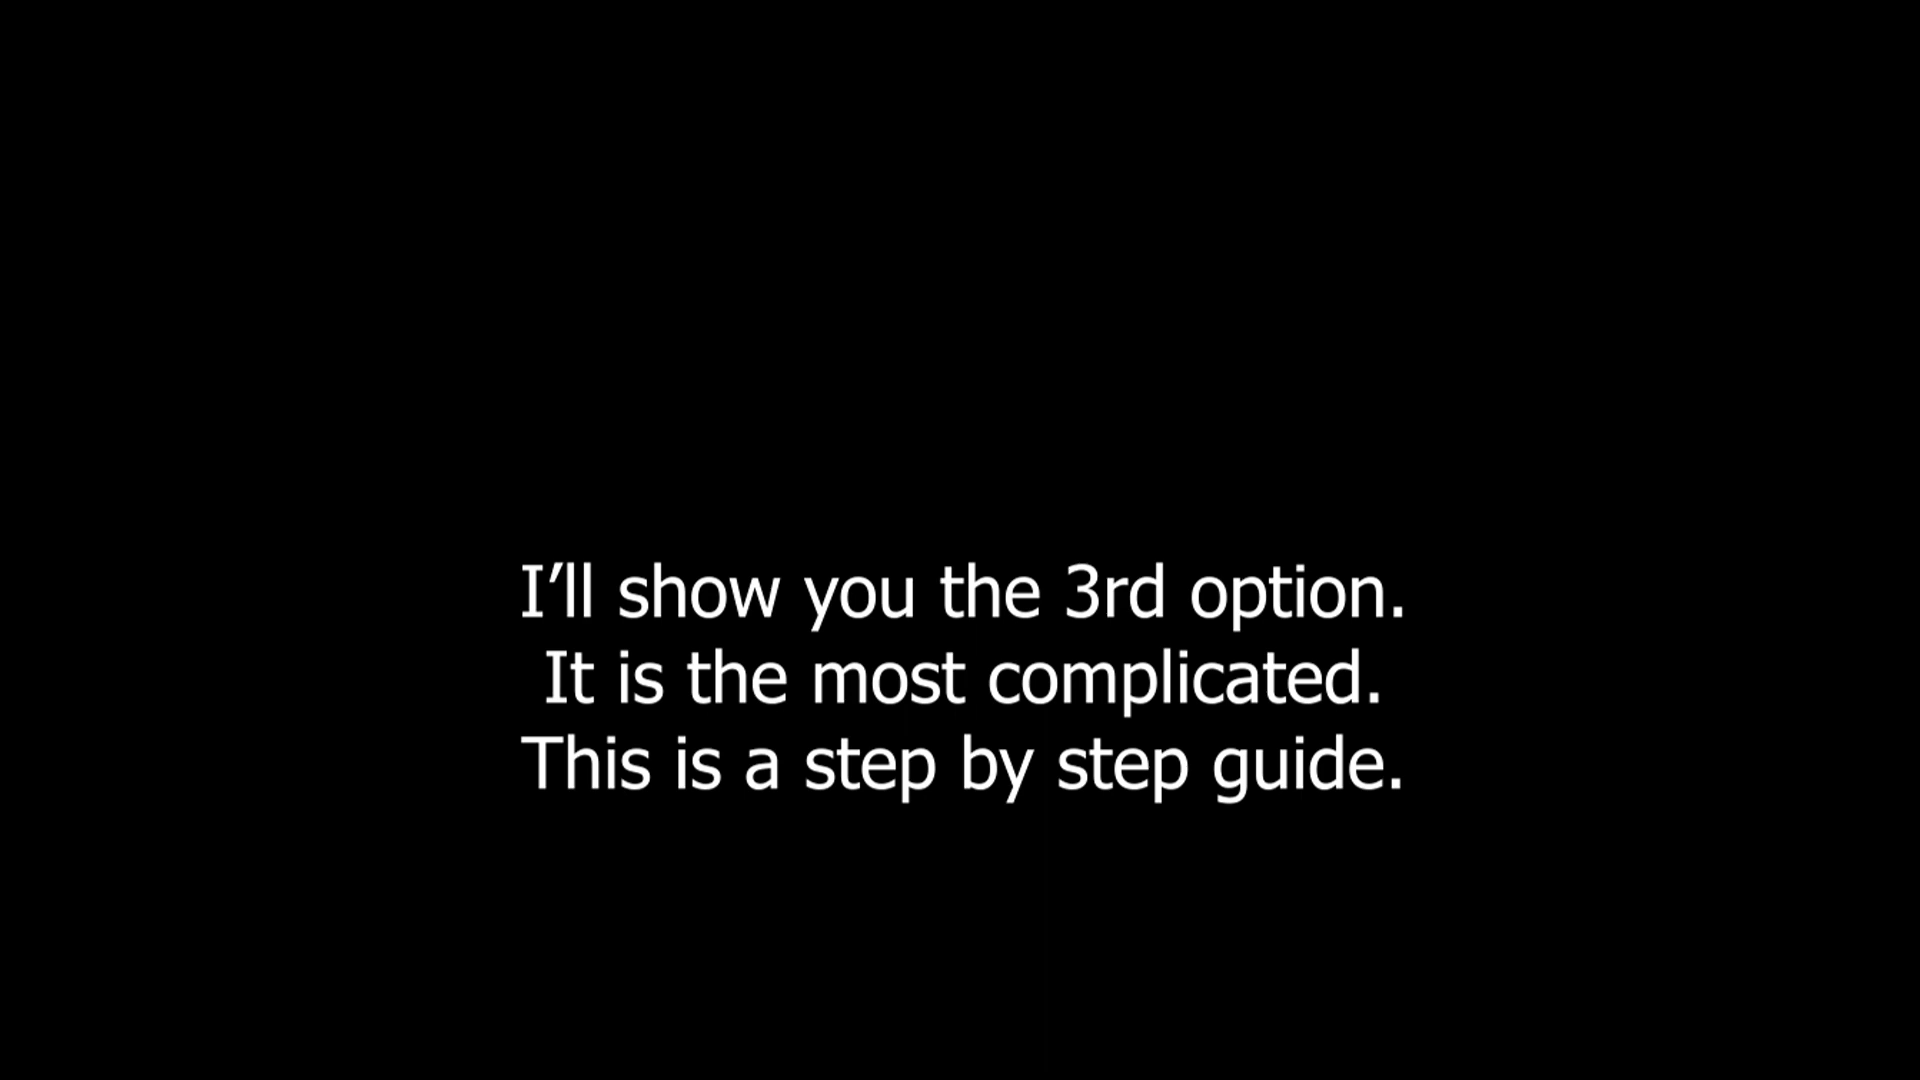 I’ll show you the 3rd option.
It is the most complicated.
This is a step by step guide.